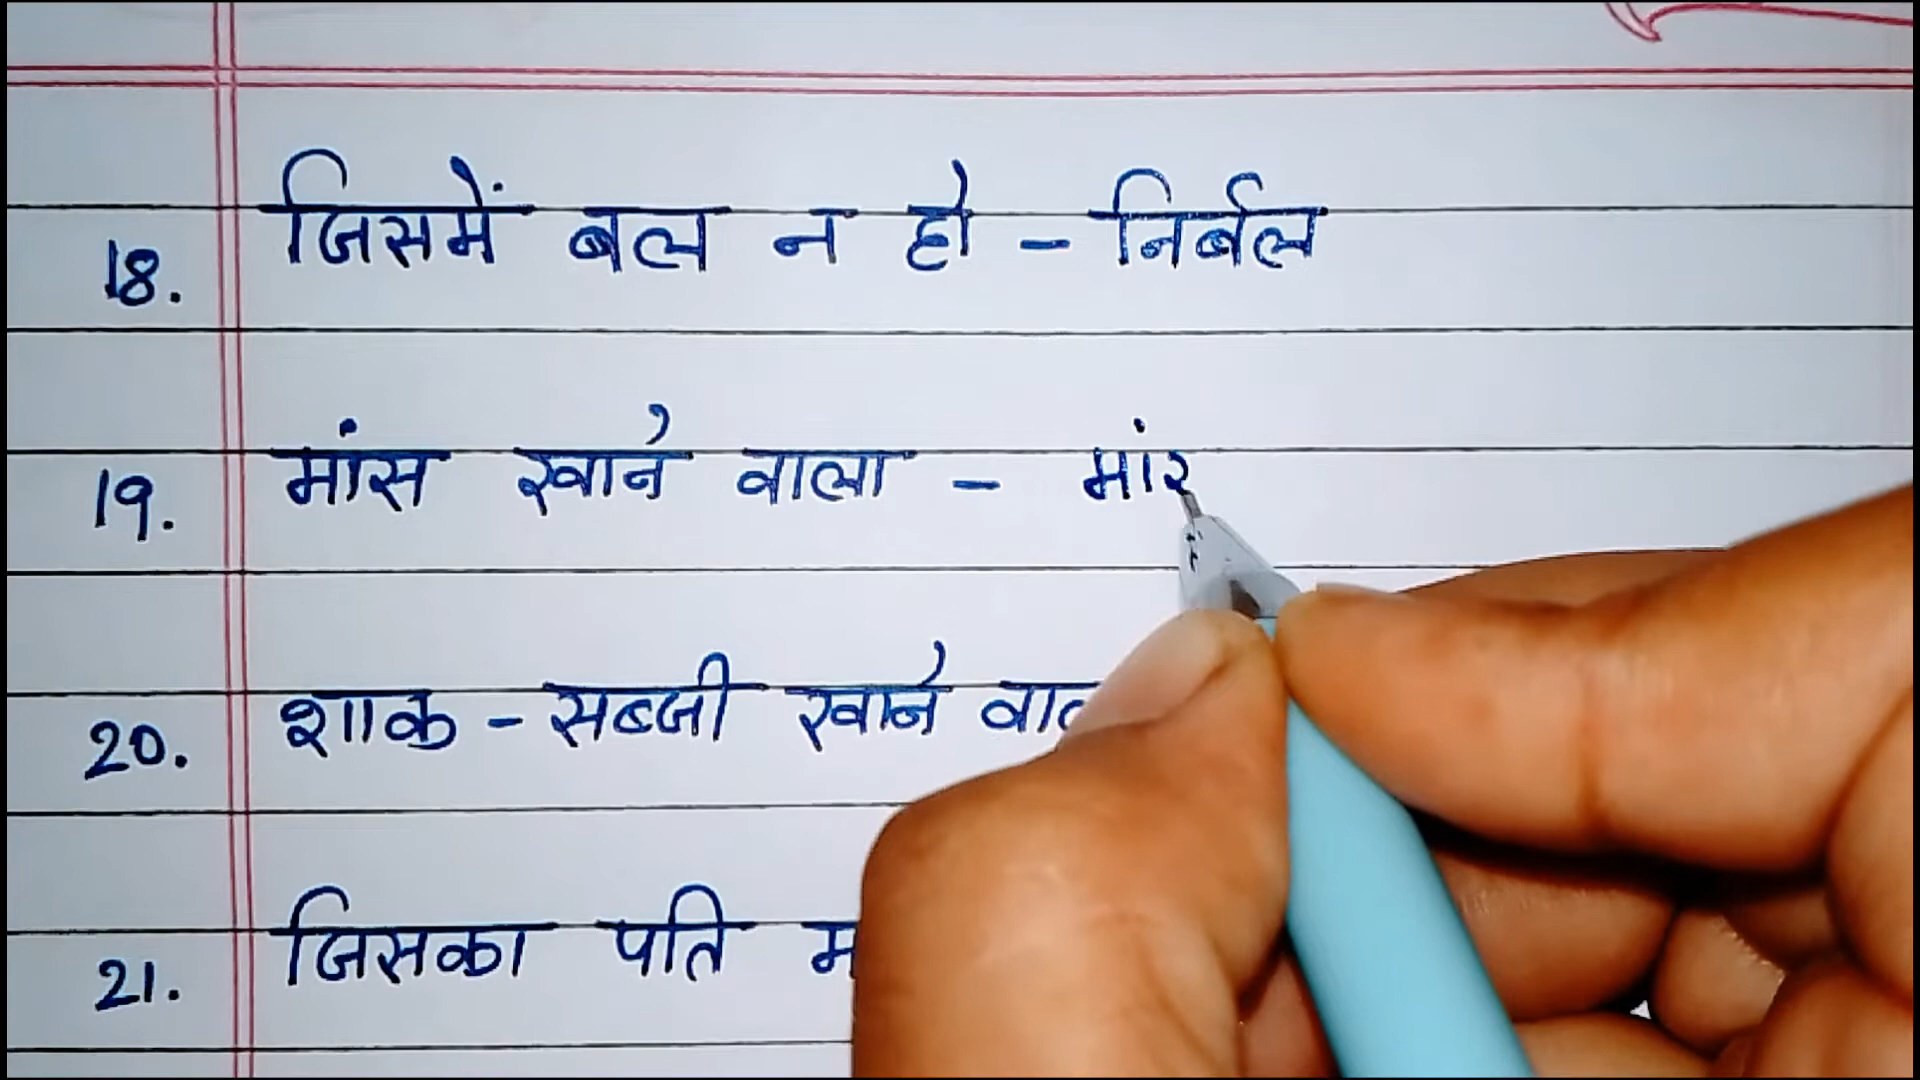 18. जिसमें बल न हो - निर्बल
19. मांस खाने वाला -
20. शाक - सब्जी खाने
21. जिसका पति